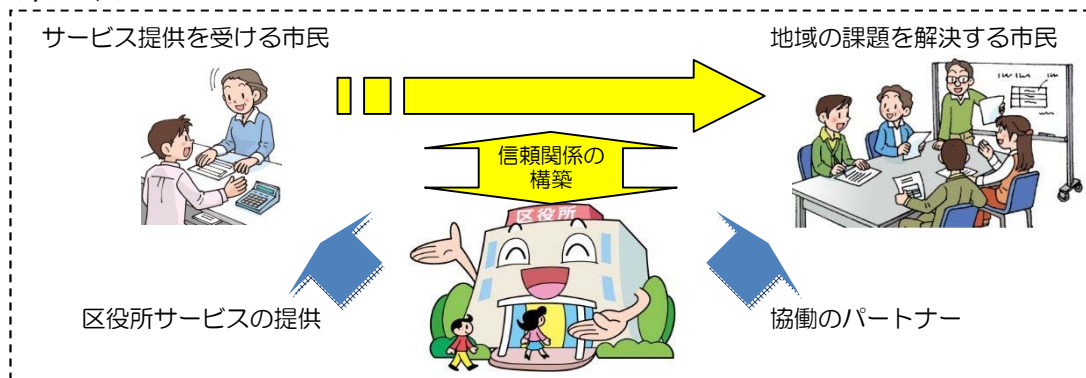 サービス提供を受ける市民
地域の課題を解決する市民
信頼関係の
構築
区役所
区役所サービスの提供
協働のパートナー